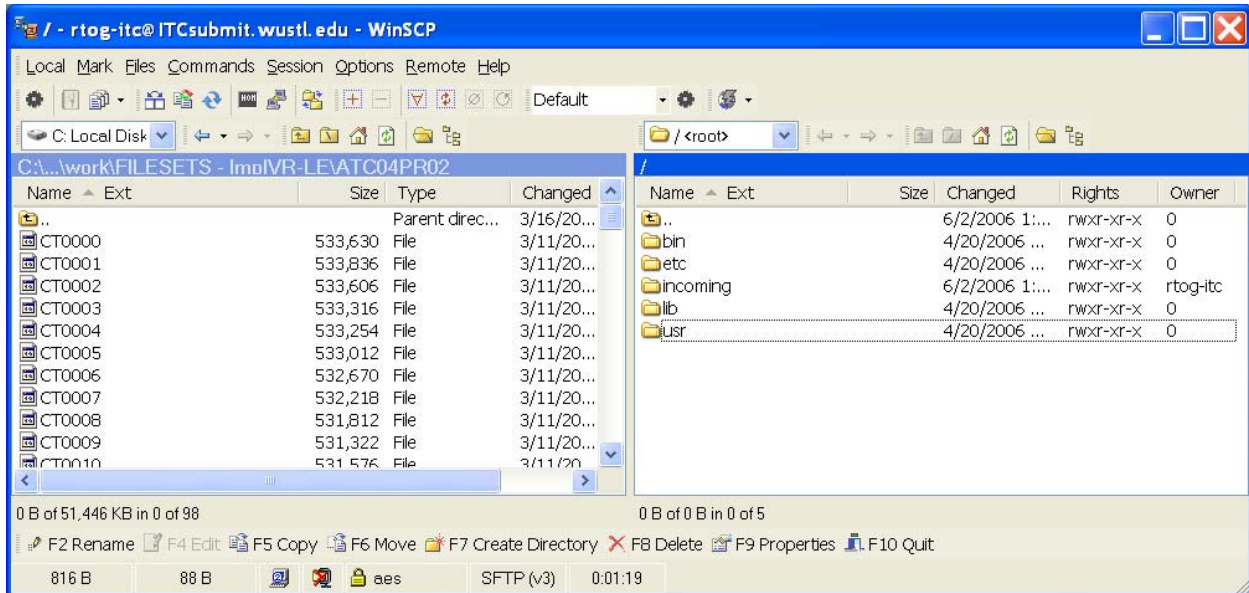 / - rtog-itc@ITCsubmit.wustl.edu - WinSCP
Local Mark Files Commands Session Options Remote Help
Default
C: Local Disk
/ <root>
C:\...\work\FILESETS - ImplVR-LE\ATC04PR02
/
Name Ext Size Type Changed
Name Ext Size Changed Rights Owner
.. Parent direc... 3/16/20...
.. 6/2/2006 1:... rwxr-xr-x 0
CT0000 533,630 File 3/11/20...
bin 4/20/2006 ... rwxr-xr-x 0
CT0001 533,836 File 3/11/20...
etc 4/20/2006 ... rwxr-xr-x 0
CT0002 533,606 File 3/11/20...
incoming 6/2/2006 1:... rwxr-xr-x rtog-itc
CT0003 533,316 File 3/11/20...
lib 4/20/2006 ... rwxr-xr-x 0
CT0004 533,254 File 3/11/20...
usr 4/20/2006 ... rwxr-xr-x 0
CT0005 533,012 File 3/11/20...
CT0006 532,670 File 3/11/20...
CT0007 532,218 File 3/11/20...
CT0008 531,812 File 3/11/20...
CT0009 531,322 File 3/11/20...
CT0010 531,576 File 3/11/20...
0 B of 51,446 KB in 0 of 98
0 B of 0 B in 0 of 5
F2 Rename F4 Edit F5 Copy F6 Move F7 Create Directory F8 Delete F9 Properties F10 Quit
816 B 88 B aes SFTP (v3) 0:01:19